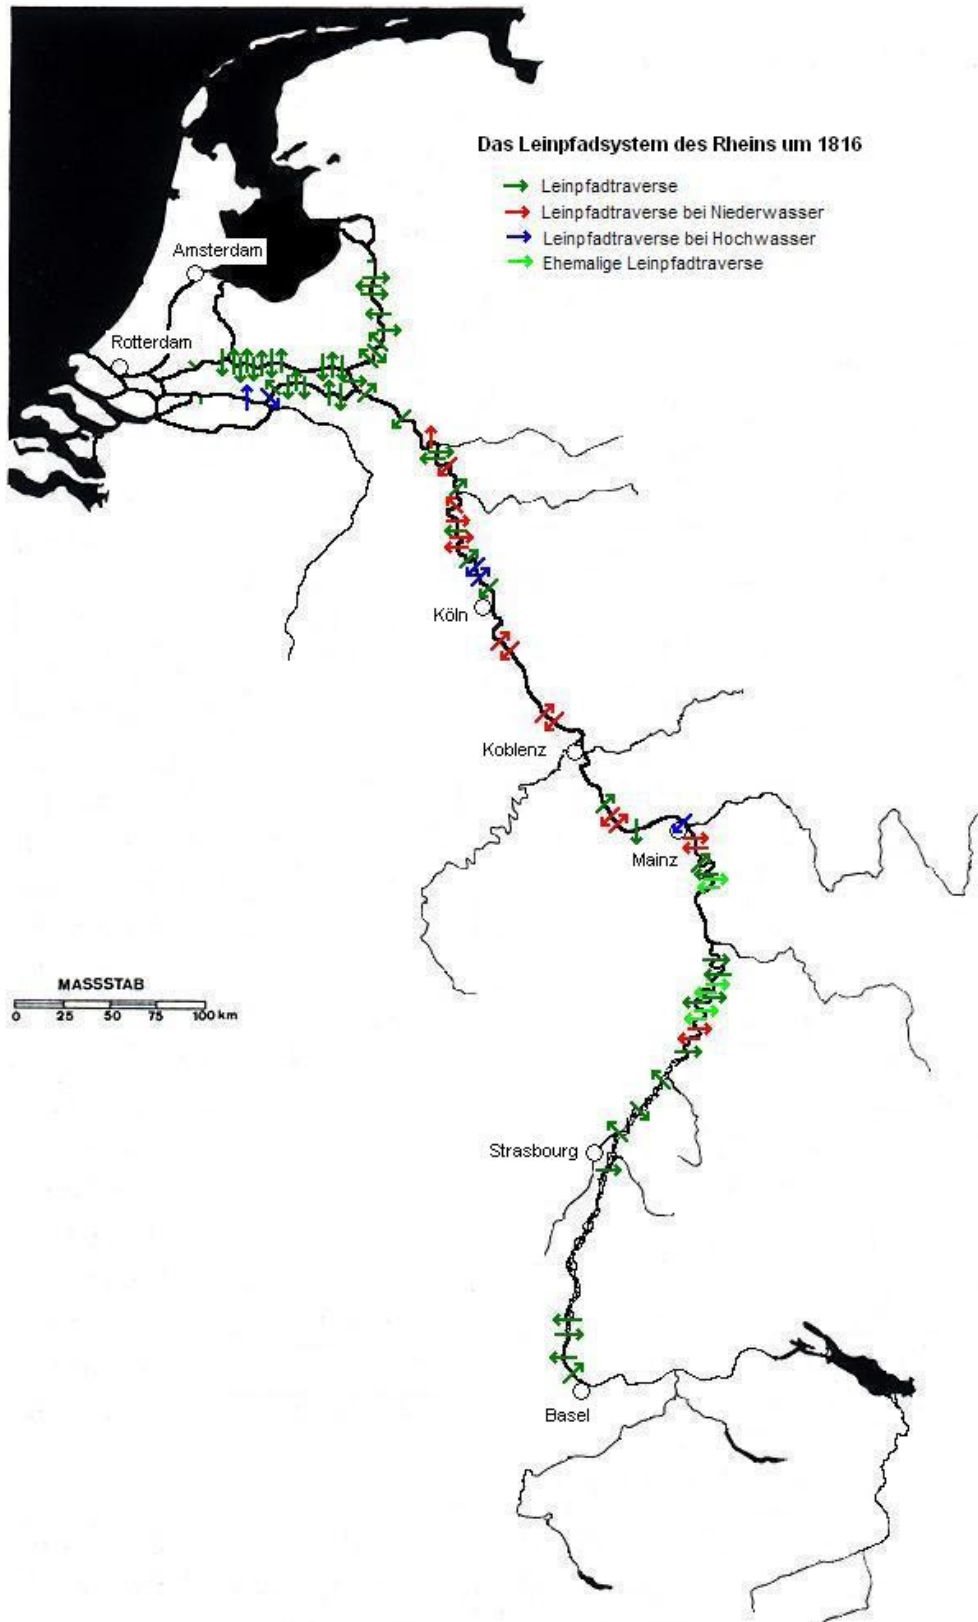 Das Leinpfadsystem des Rheins um 1816
Leinpfadtraverse
Leinpfadtraverse bei Niederwasser
Leinpfadtraverse bei Hochwasser
Ehemalige Leinpfadtraverse
Amsterdam
Rotterdam
Köln
Koblenz
Mainz
MASSSTAB
0 25 50 75 100 km
Strasbourg
Basel